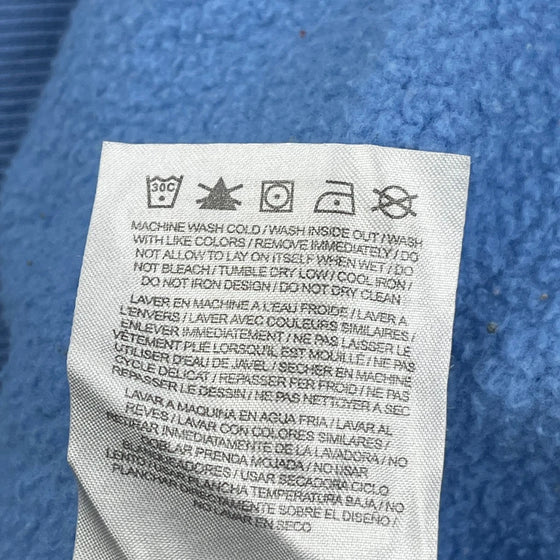 30C
MACHINE WASH COLD / WASH INSIDE OUT / WASH
WITH LIKE COLORS / REMOVE IMMEDIATELY / DO
NOT ALLOW TO LAY ON ITSELF WHEN WET / DO
NOT BLEACH / TUMBLE DRY LOW / COOL IRON /
DO NOT IRON DESIGN / DO NOT DRY CLEAN
LAVER EN MACHINE A L'EAU FROIDE / LAVER A
L'ENVERS / LAVER AVEC COULEURS SIMILAIRES /
ENLEVER IMMÉDIATEMENT / NE PAS LAISSER LE
VÊTEMENT PLIE LORSQU'IL EST MOUILLÉ / NE PAS
UTILISER D'EAU DE JAVEL / SECHER EN MACHINE
CYCLE DELICAT / REPASSER FER FROID / NE PAS
REPASSER LE DESSIN / NE PAS NETTOYER A SEC
LAVAR A MAQUINA EN AGUA FRIA / LAVAR AL
REVES / LAVAR CON COLORES SIMILARES /
RETIRAR IMMEDIATAMENTE DE LA LAVADORA / NO
DOBLAR PRENDA MOJADA / NO USAR
BLANQUEADORES / USAR SECADORA CICLO
LENTO / USAR PLANCHA TEMPERATURA BAJA / NO
PLANCHAR DIRECTAMENTE SOBRE EL DISEÑO /
NO LAVAR EN SECO